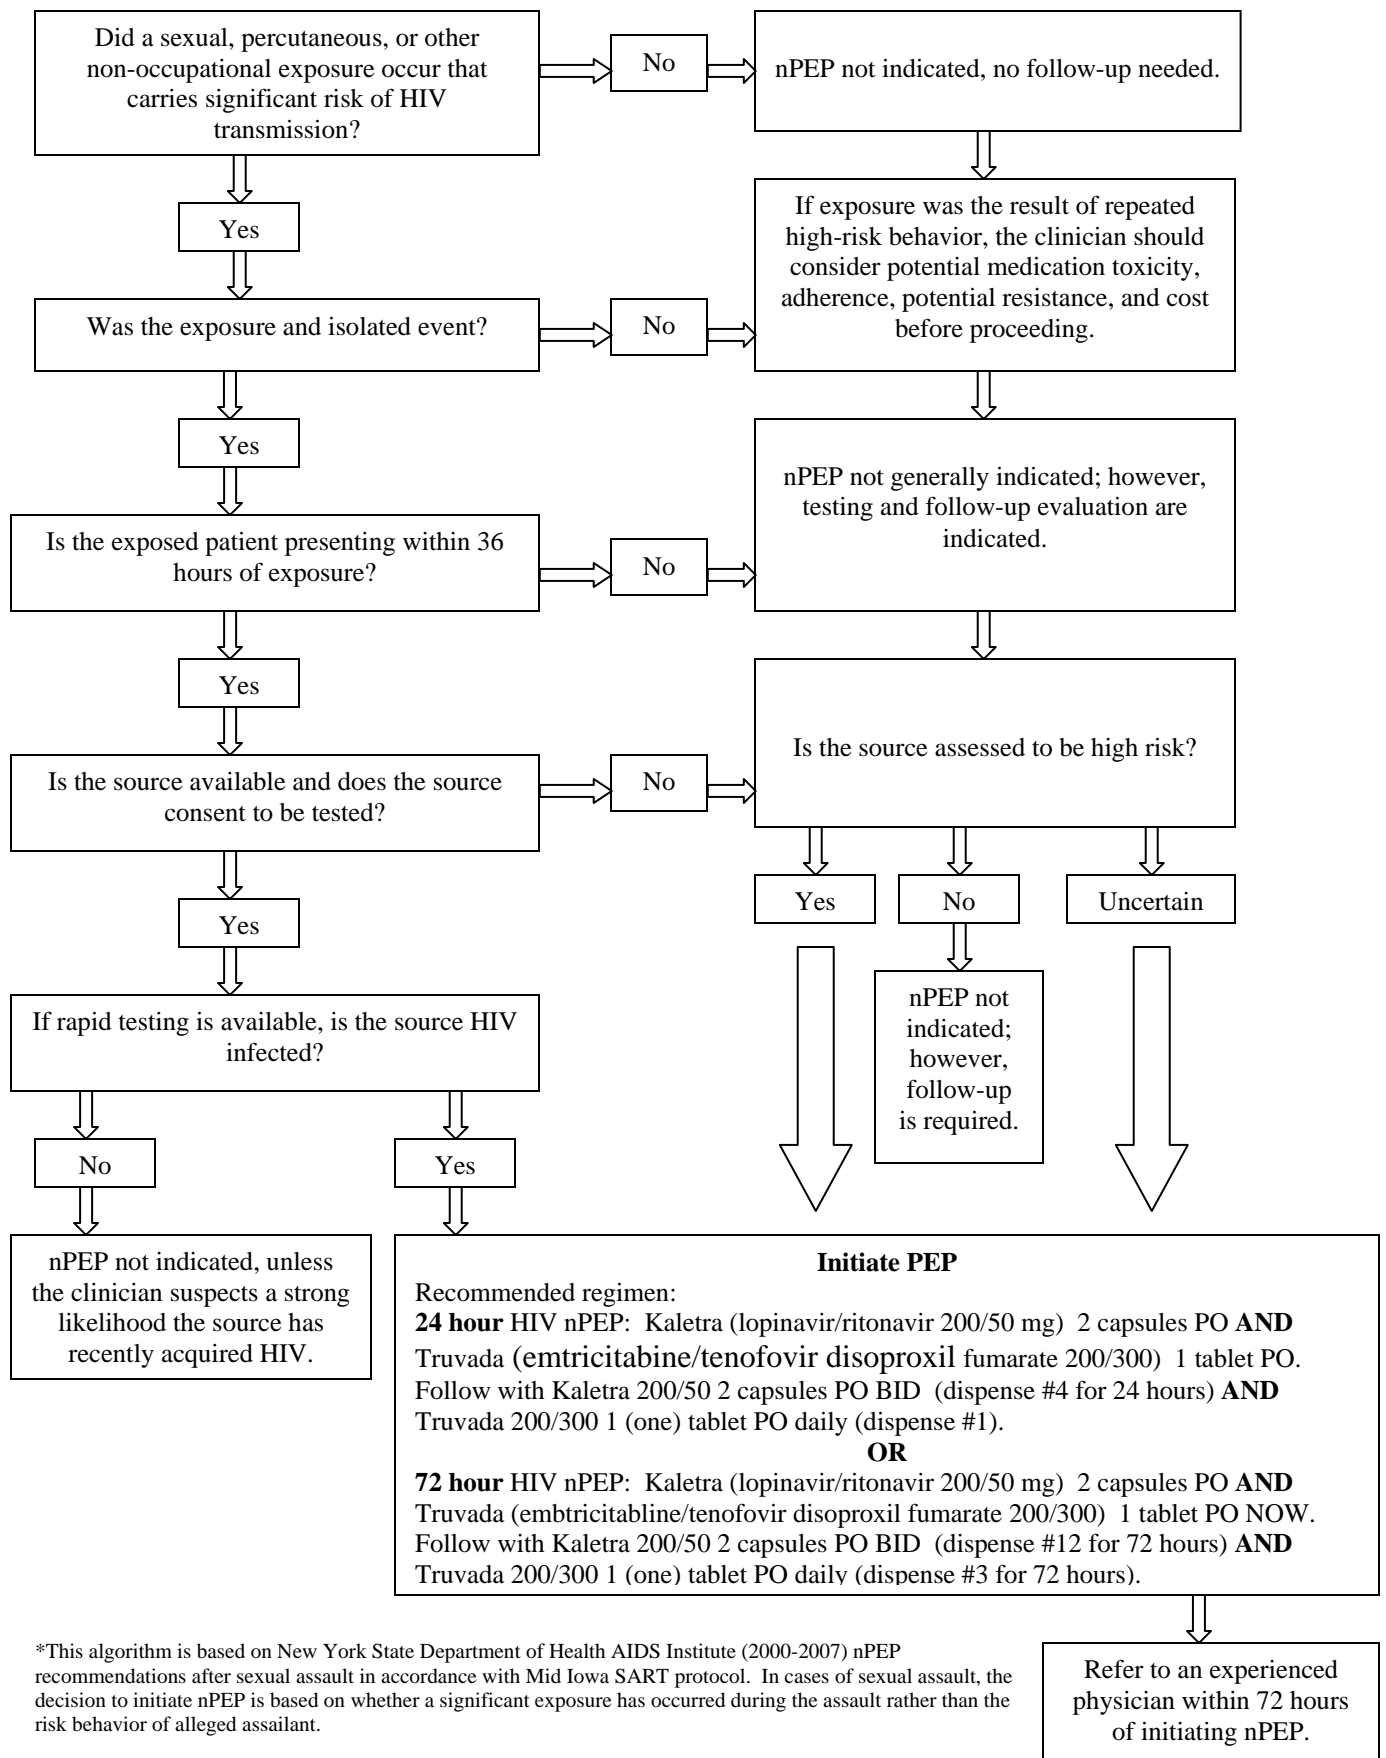 Did a sexual, percutaneous, or other
non-occupational exposure occur that
carries significant risk of HIV
transmission?
No
nPEP not indicated, no follow-up needed.
Yes
If exposure was the result of repeated
high-risk behavior, the clinician should
consider potential medication toxicity,
adherence, potential resistance, and cost
before proceeding.
Was the exposure and isolated event?
No
Yes
nPEP not generally indicated; however,
testing and follow-up evaluation are
indicated.
Is the exposed patient presenting within 36
hours of exposure?
No
Yes
Is the source assessed to be high risk?
Is the source available and does the source
consent to be tested?
No
Yes
No
Uncertain
Yes
nPEP not
indicated;
however,
follow-up
is required.
If rapid testing is available, is the source HIV
infected?
No
Yes
nPEP not indicated, unless
the clinician suspects a strong
likelihood the source has
recently acquired HIV.
Initiate PEP
Recommended regimen:
24 hour HIV nPEP:  Kaletra (lopinavir/ritonavir 200/50 mg)  2 capsules PO AND
Truvada (emtricitabine/tenofovir disoproxil fumarate 200/300)  1 tablet PO.
Follow with Kaletra 200/50 2 capsules PO BID  (dispense #4 for 24 hours) AND
Truvada 200/300 1 (one) tablet PO daily (dispense #1).
OR
72 hour HIV nPEP:  Kaletra (lopinavir/ritonavir 200/50 mg)  2 capsules PO AND
Truvada (embtricitabline/tenofovir disoproxil fumarate 200/300)  1 tablet PO NOW.
Follow with Kaletra 200/50 2 capsules PO BID  (dispense #12 for 72 hours) AND
Truvada 200/300 1 (one) tablet PO daily (dispense #3 for 72 hours).
*This algorithm is based on New York State Department of Health AIDS Institute (2000-2007) nPEP
recommendations after sexual assault in accordance with Mid Iowa SART protocol.  In cases of sexual assault, the
decision to initiate nPEP is based on whether a significant exposure has occurred during the assault rather than the
risk behavior of alleged assailant.
Refer to an experienced
physician within 72 hours
of initiating nPEP.